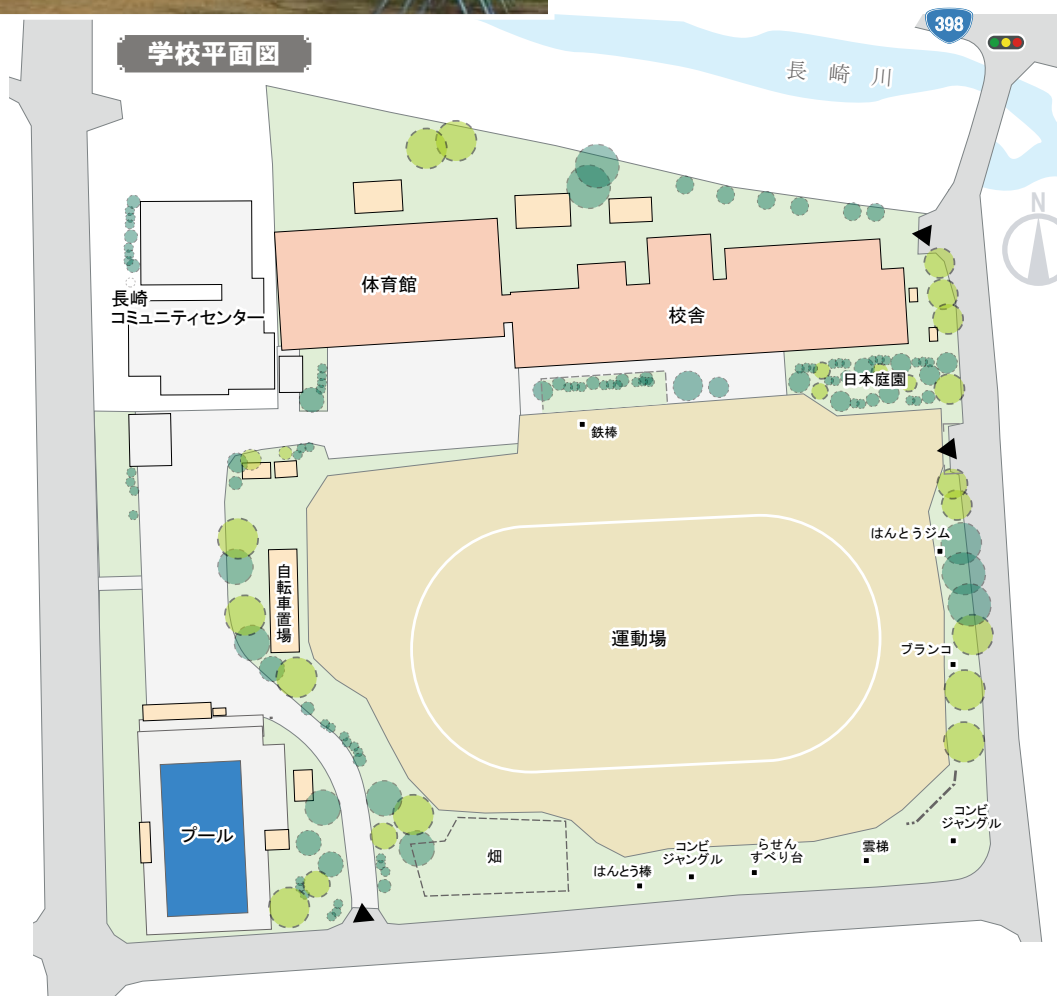 398
学校平面図
長崎川
N
体育館
長崎
コミュニティセンター
校舎
日本庭園
鉄棒
はんとうジム
自転車置場
運動場
ブランコ
プール
畑
コンビ
ジャングル
らせん
すべり台
雲梯
コンビ
ジャングル
はんとう棒